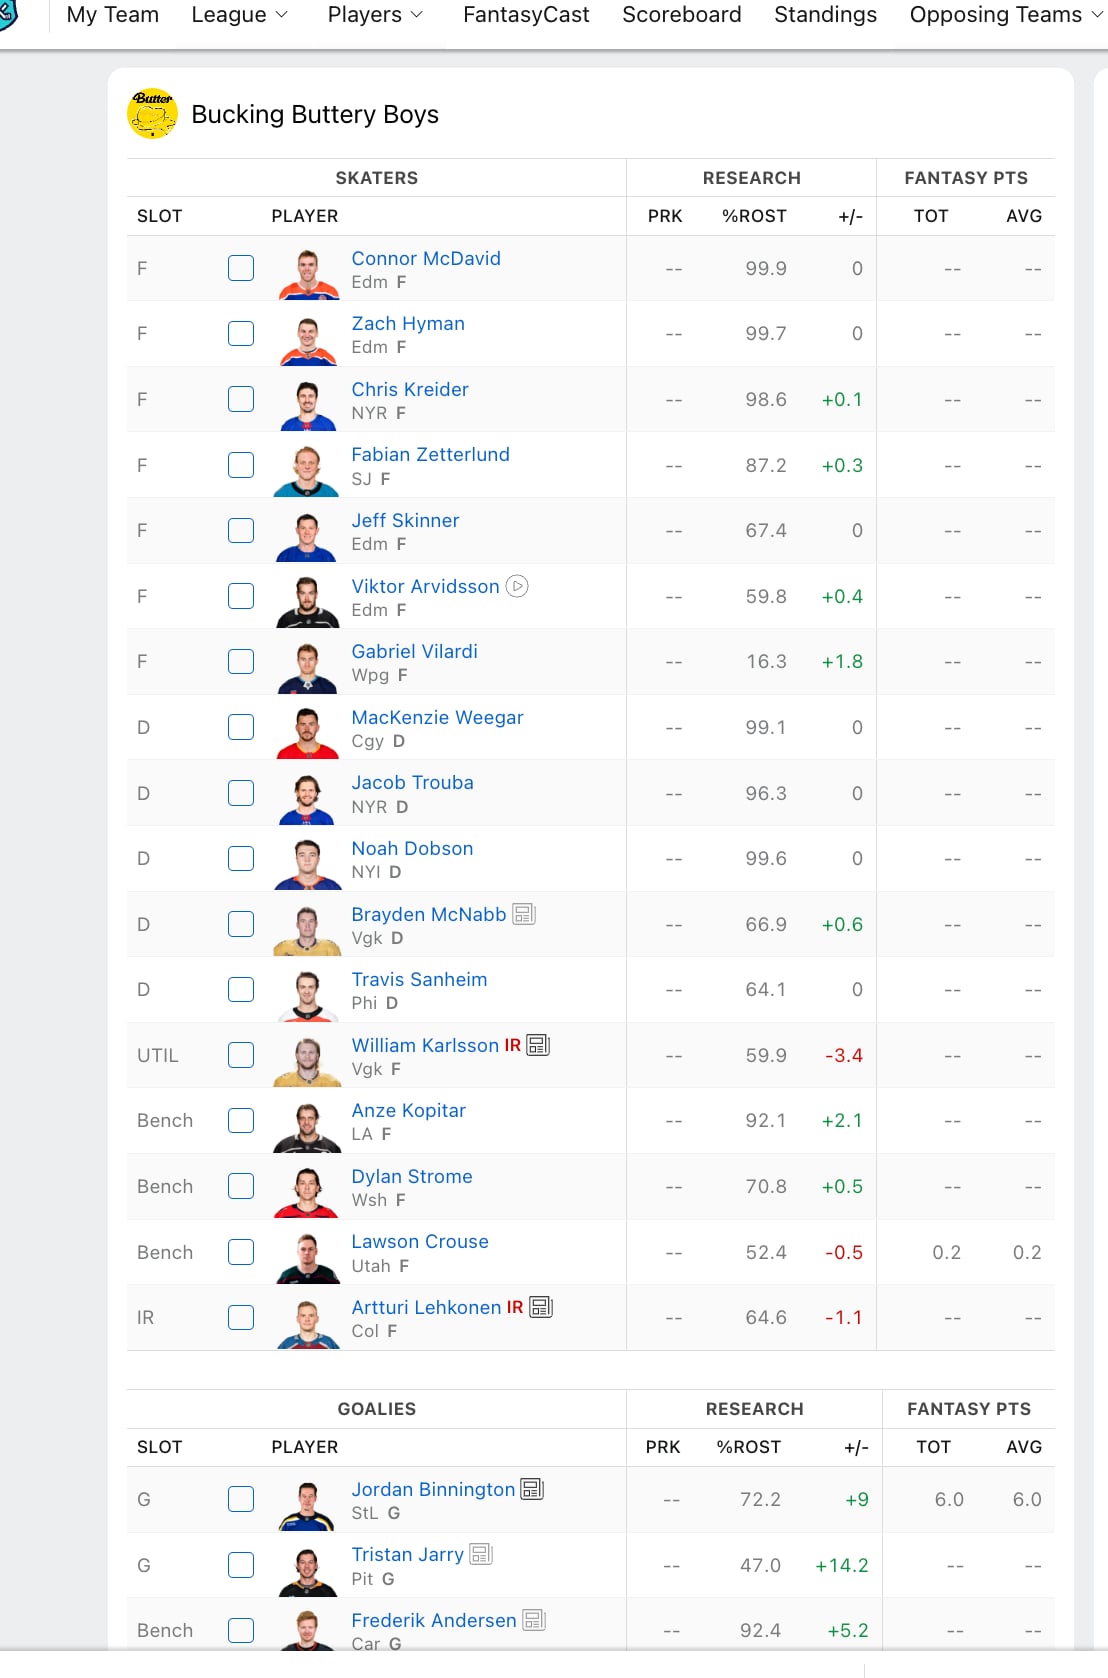 My Team League Players FantasyCast Scoreboard Standings Opposing Teams
Butter
Bucking Buttery Boys
SKATERS RESEARCH FANTASY PTS
SLOT PLAYER PRK %ROST +/- TOT AVG
F Connor McDavid -- 99.9 0 -- --
Edm F
F Zach Hyman -- 99.7 0 -- --
Edm F
F Chris Kreider -- 98.6 +0.1 -- --
NYR F
F Fabian Zetterlund -- 87.2 +0.3 -- --
SJ F
F Jeff Skinner -- 67.4 0 -- --
Edm F
F Viktor Arvidsson -- 59.8 +0.4 -- --
Edm F
F Gabriel Vilardi -- 16.3 +1.8 -- --
Wpg F
D MacKenzie Weegar -- 99.1 0 -- --
Cgy D
D Jacob Trouba -- 96.3 0 -- --
NYR D
D Noah Dobson -- 99.6 0 -- --
NYI D
D Brayden McNabb -- 66.9 +0.6 -- --
Vgk D
D Travis Sanheim -- 64.1 0 -- --
Phi D
UTIL William Karlsson IR -- 59.9 -3.4 -- --
Vgk F
Bench Anze Kopitar -- 92.1 +2.1 -- --
LA F
Bench Dylan Strome -- 70.8 +0.5 -- --
Wsh F
Bench Lawson Crouse -- 52.4 -0.5 0.2 0.2
Utah F
IR Artturi Lehkonen IR -- 64.6 -1.1 -- --
Col F
GOALIES RESEARCH FANTASY PTS
SLOT PLAYER PRK %ROST +/- TOT AVG
G Jordan Binnington -- 72.2 +9 6.0 6.0
StL G
G Tristan Jarry -- 47.0 +14.2 -- --
Pit G
Bench Frederik Andersen -- 92.4 +5.2 -- --
Car G